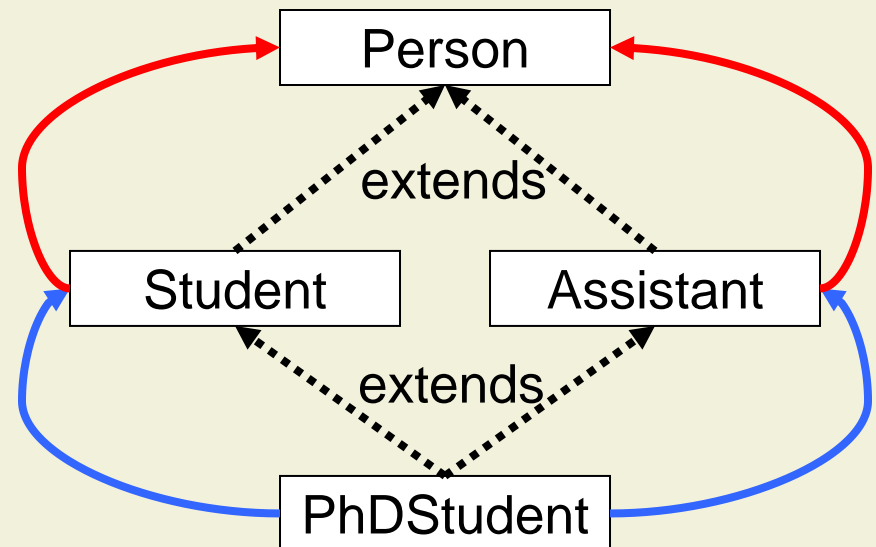 Person
extends
Student
Assistant
extends
PhDStudent